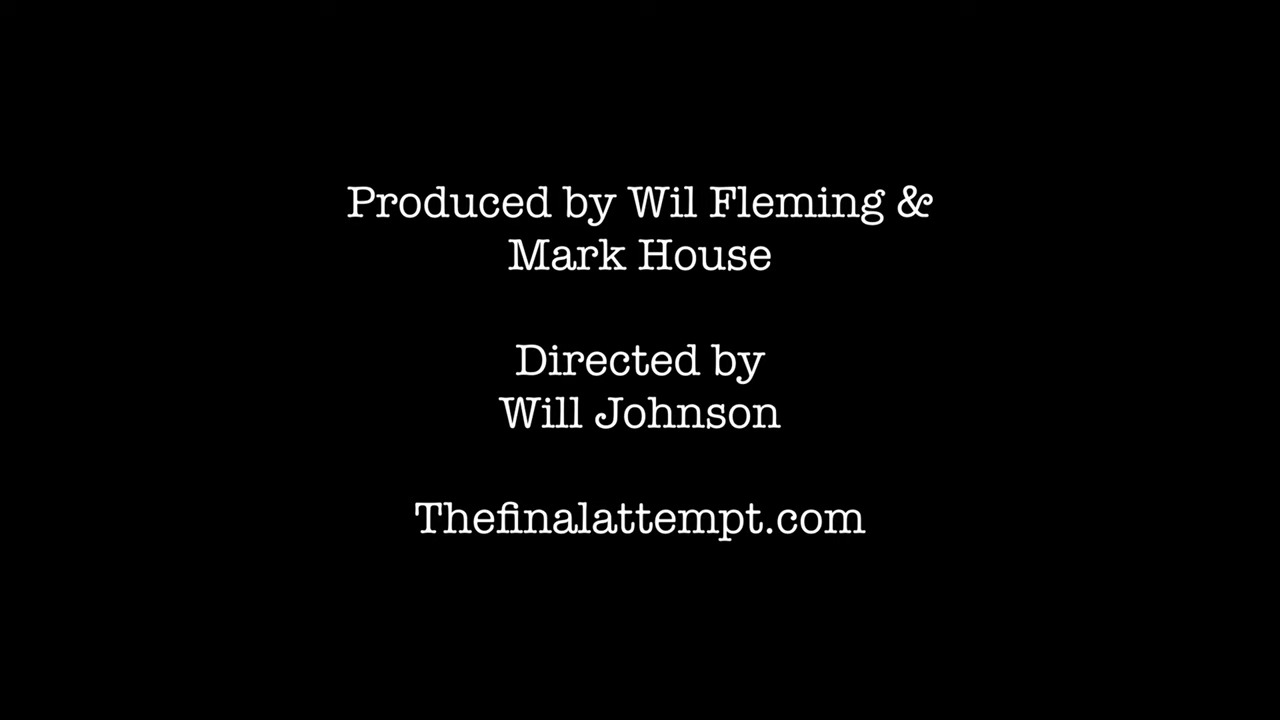 Produced by Wil Fleming &
Mark House
Directed by
Will Johnson
Thefinalattempt.com